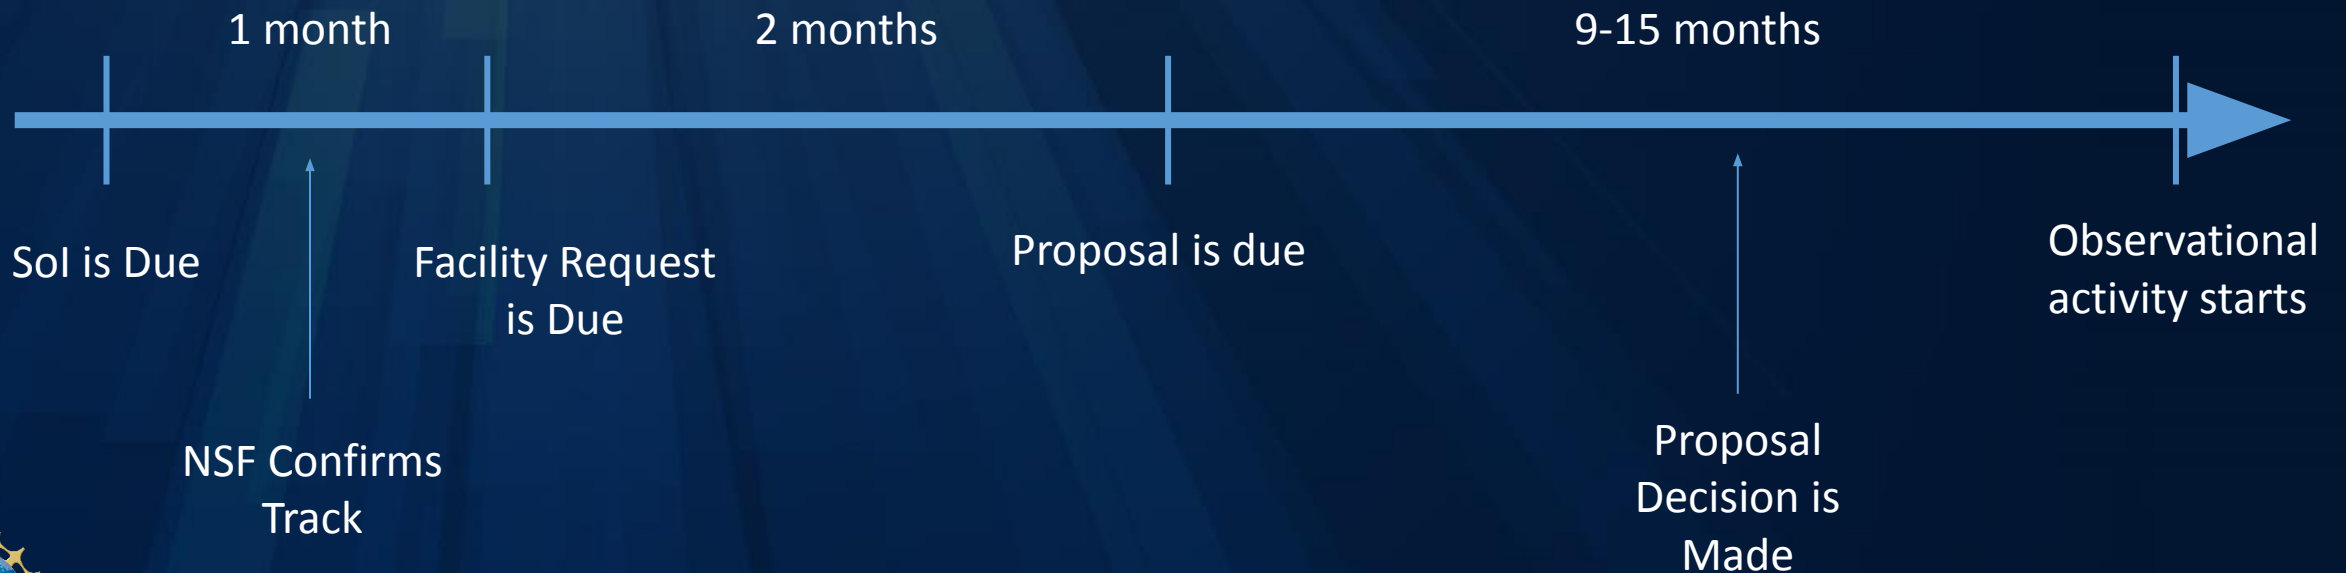 1 month
2 months
9-15 months
SoI is Due
Facility Request
is Due
Proposal is due
Observational
activity starts
NSF Confirms
Track
Proposal
Decision is
Made